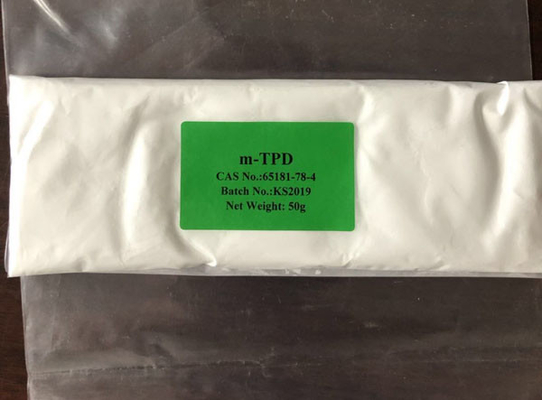 m-TPD
CAS No.:65181-78-4
Batch No.:KS2019
Net Weight: 50g